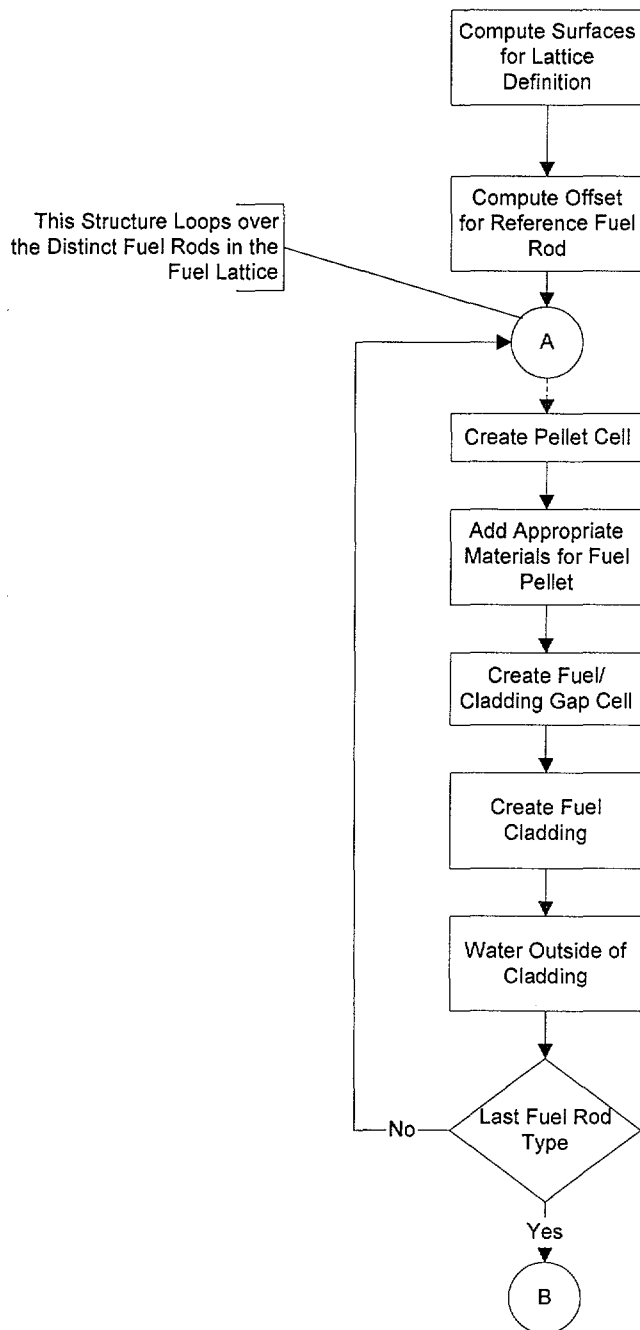 Compute Surfaces
for Lattice
Definition
Compute Offset
for Reference Fuel
Rod
This Structure Loops over
the Distinct Fuel Rods in the
Fuel Lattice
A
Create Pellet Cell
Add Appropriate
Materials for Fuel
Pellet
Create Fuel/
Cladding Gap Cell
Create Fuel
Cladding
Water Outside of
Cladding
Last Fuel Rod
Type
No
Yes
B